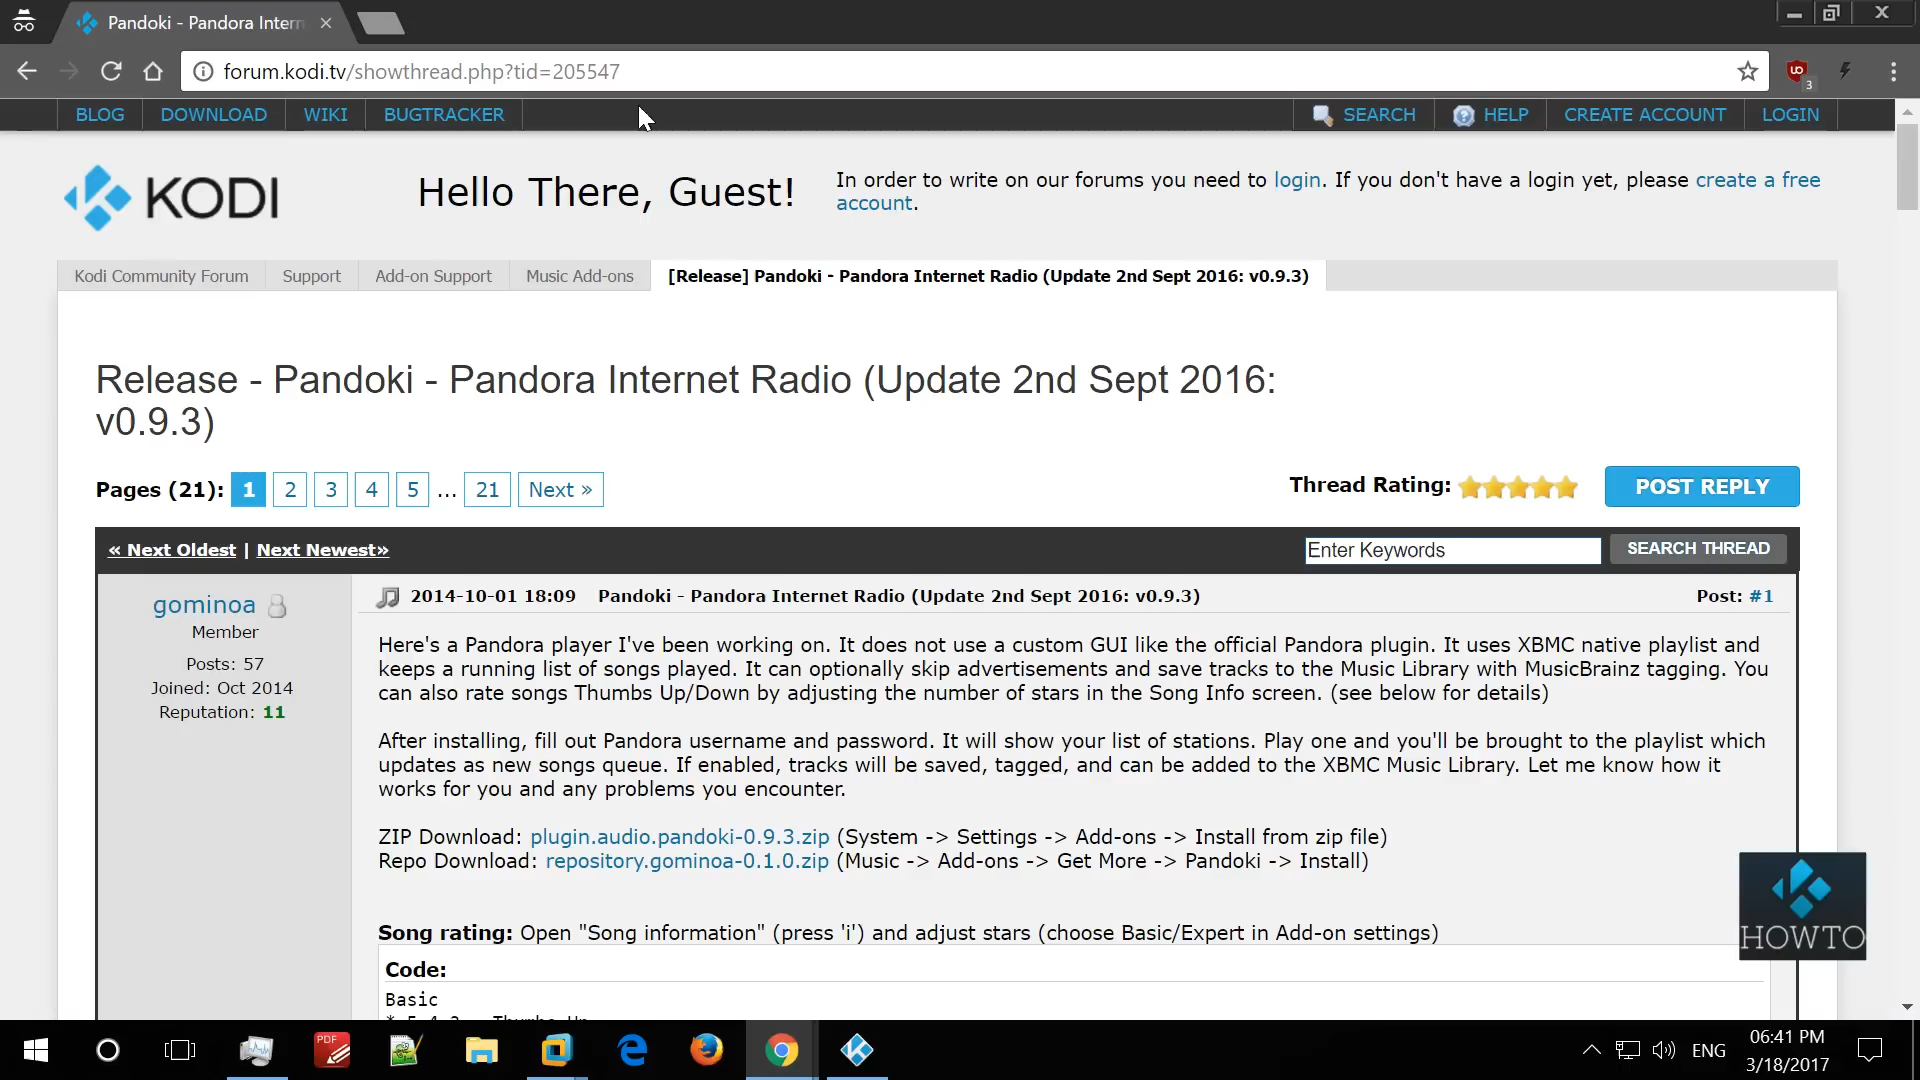 Pandoki - Pandora Intern
forum.kodi.tv/showthread.php?tid=205547
3
BLOG DOWNLOAD WIKI BUGTRACKER SEARCH HELP CREATE ACCOUNT LOGIN
KODI
Hello There, Guest!
In order to write on our forums you need to login. If you don't have a login yet, please create a free
account.
Kodi Community Forum Support Add-on Support Music Add-ons [Release] Pandoki - Pandora Internet Radio (Update 2nd Sept 2016: v0.9.3)
Release - Pandoki - Pandora Internet Radio (Update 2nd Sept 2016:
v0.9.3)
Pages (21): 1 2 3 4 5 ... 21 Next »
Thread Rating: POST REPLY
« Next Oldest | Next Newest»
Enter Keywords SEARCH THREAD
gominoa
Member
Posts: 57
Joined: Oct 2014
Reputation: 11
2014-10-01 18:09 Pandoki - Pandora Internet Radio (Update 2nd Sept 2016: v0.9.3) Post: #1
Here's a Pandora player I've been working on. It does not use a custom GUI like the official Pandora plugin. It uses XBMC native playlist and
keeps a running list of songs played. It can optionally skip advertisements and save tracks to the Music Library with MusicBrainz tagging. You
can also rate songs Thumbs Up/Down by adjusting the number of stars in the Song Info screen. (see below for details)
After installing, fill out Pandora username and password. It will show your list of stations. Play one and you'll be brought to the playlist which
updates as new songs queue. If enabled, tracks will be saved, tagged, and can be added to the XBMC Music Library. Let me know how it
works for you and any problems you encounter.
ZIP Download: plugin.audio.pandoki-0.9.3.zip (System -> Settings -> Add-ons -> Install from zip file)
Repo Download: repository.gominoa-0.1.0.zip (Music -> Add-ons -> Get More -> Pandoki -> Install)
Song rating: Open "Song information" (press 'i') and adjust stars (choose Basic/Expert in Add-on settings)
Code:
Basic
HOWTO
PDF
ENG
06:41 PM
3/18/2017